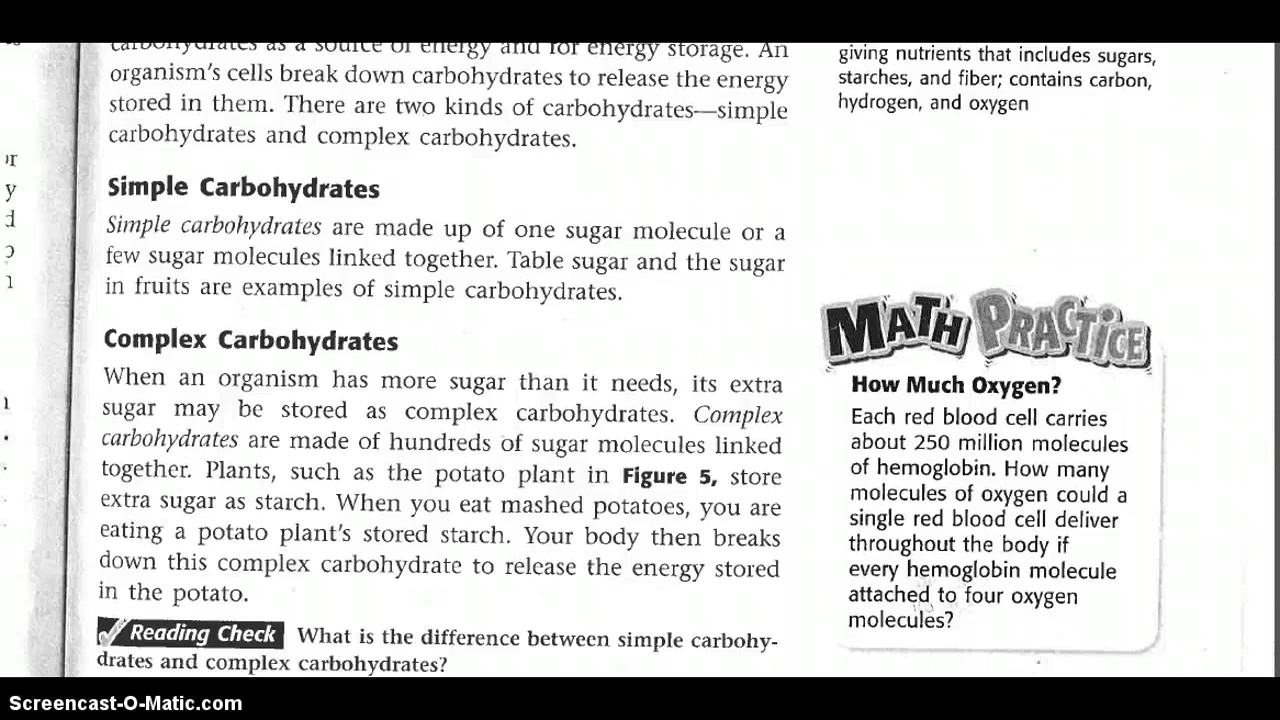 carbohydrates as a source of energy and for energy storage. An
organism's cells break down carbohydrates to release the energy
stored in them. There are two kinds of carbohydrates—simple
carbohydrates and complex carbohydrates.
Simple Carbohydrates
Simple carbohydrates are made up of one sugar molecule or a
few sugar molecules linked together. Table sugar and the sugar
in fruits are examples of simple carbohydrates.
Complex Carbohydrates
When an organism has more sugar than it needs, its extra
sugar may be stored as complex carbohydrates. Complex
carbohydrates are made of hundreds of sugar molecules linked
together. Plants, such as the potato plant in Figure 5, store
extra sugar as starch. When you eat mashed potatoes, you are
eating a potato plant's stored starch. Your body then breaks
down this complex carbohydrate to release the energy stored
in the potato.
Reading Check What is the difference between simple carbohy-
drates and complex carbohydrates?
giving nutrients that includes sugars,
starches, and fiber; contains carbon,
hydrogen, and oxygen
MATH PRACTICE
How Much Oxygen?
Each red blood cell carries
about 250 million molecules
of hemoglobin. How many
molecules of oxygen could a
single red blood cell deliver
throughout the body if
every hemoglobin molecule
attached to four oxygen
molecules?
Screencast-O-Matic.com